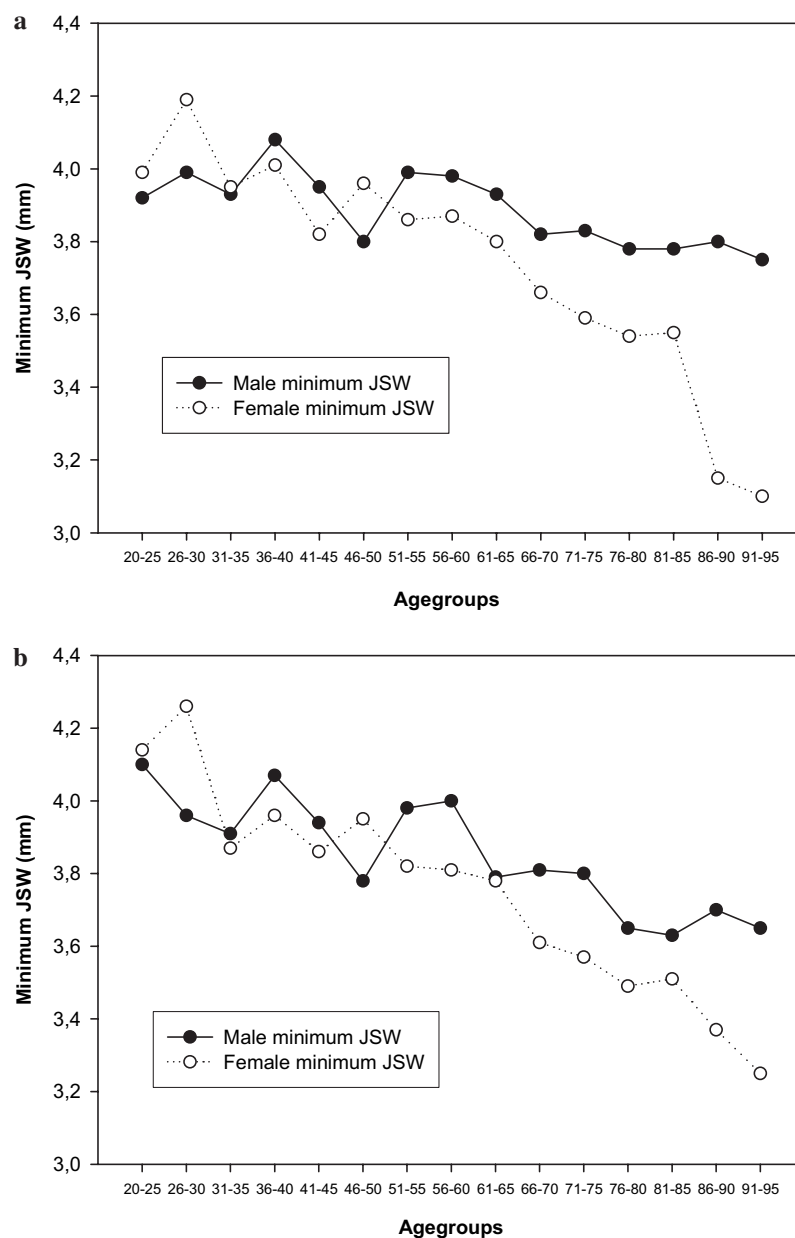 a
4,4
4,2
4,0
3,8
3,6
3,4
3,2
3,0
Minimum JSW (mm)
Male minimum JSW
Female minimum JSW
20-25 26-30 31-35 36-40 41-45 46-50 51-55 56-60 61-65 66-70 71-75 76-80 81-85 86-90 91-95
Agegroups
b
4,4
4,2
4,0
3,8
3,6
3,4
3,2
3,0
Minimum JSW (mm)
Male minimum JSW
Female minimum JSW
20-25 26-30 31-35 36-40 41-45 46-50 51-55 56-60 61-65 66-70 71-75 76-80 81-85 86-90 91-95
Agegroups